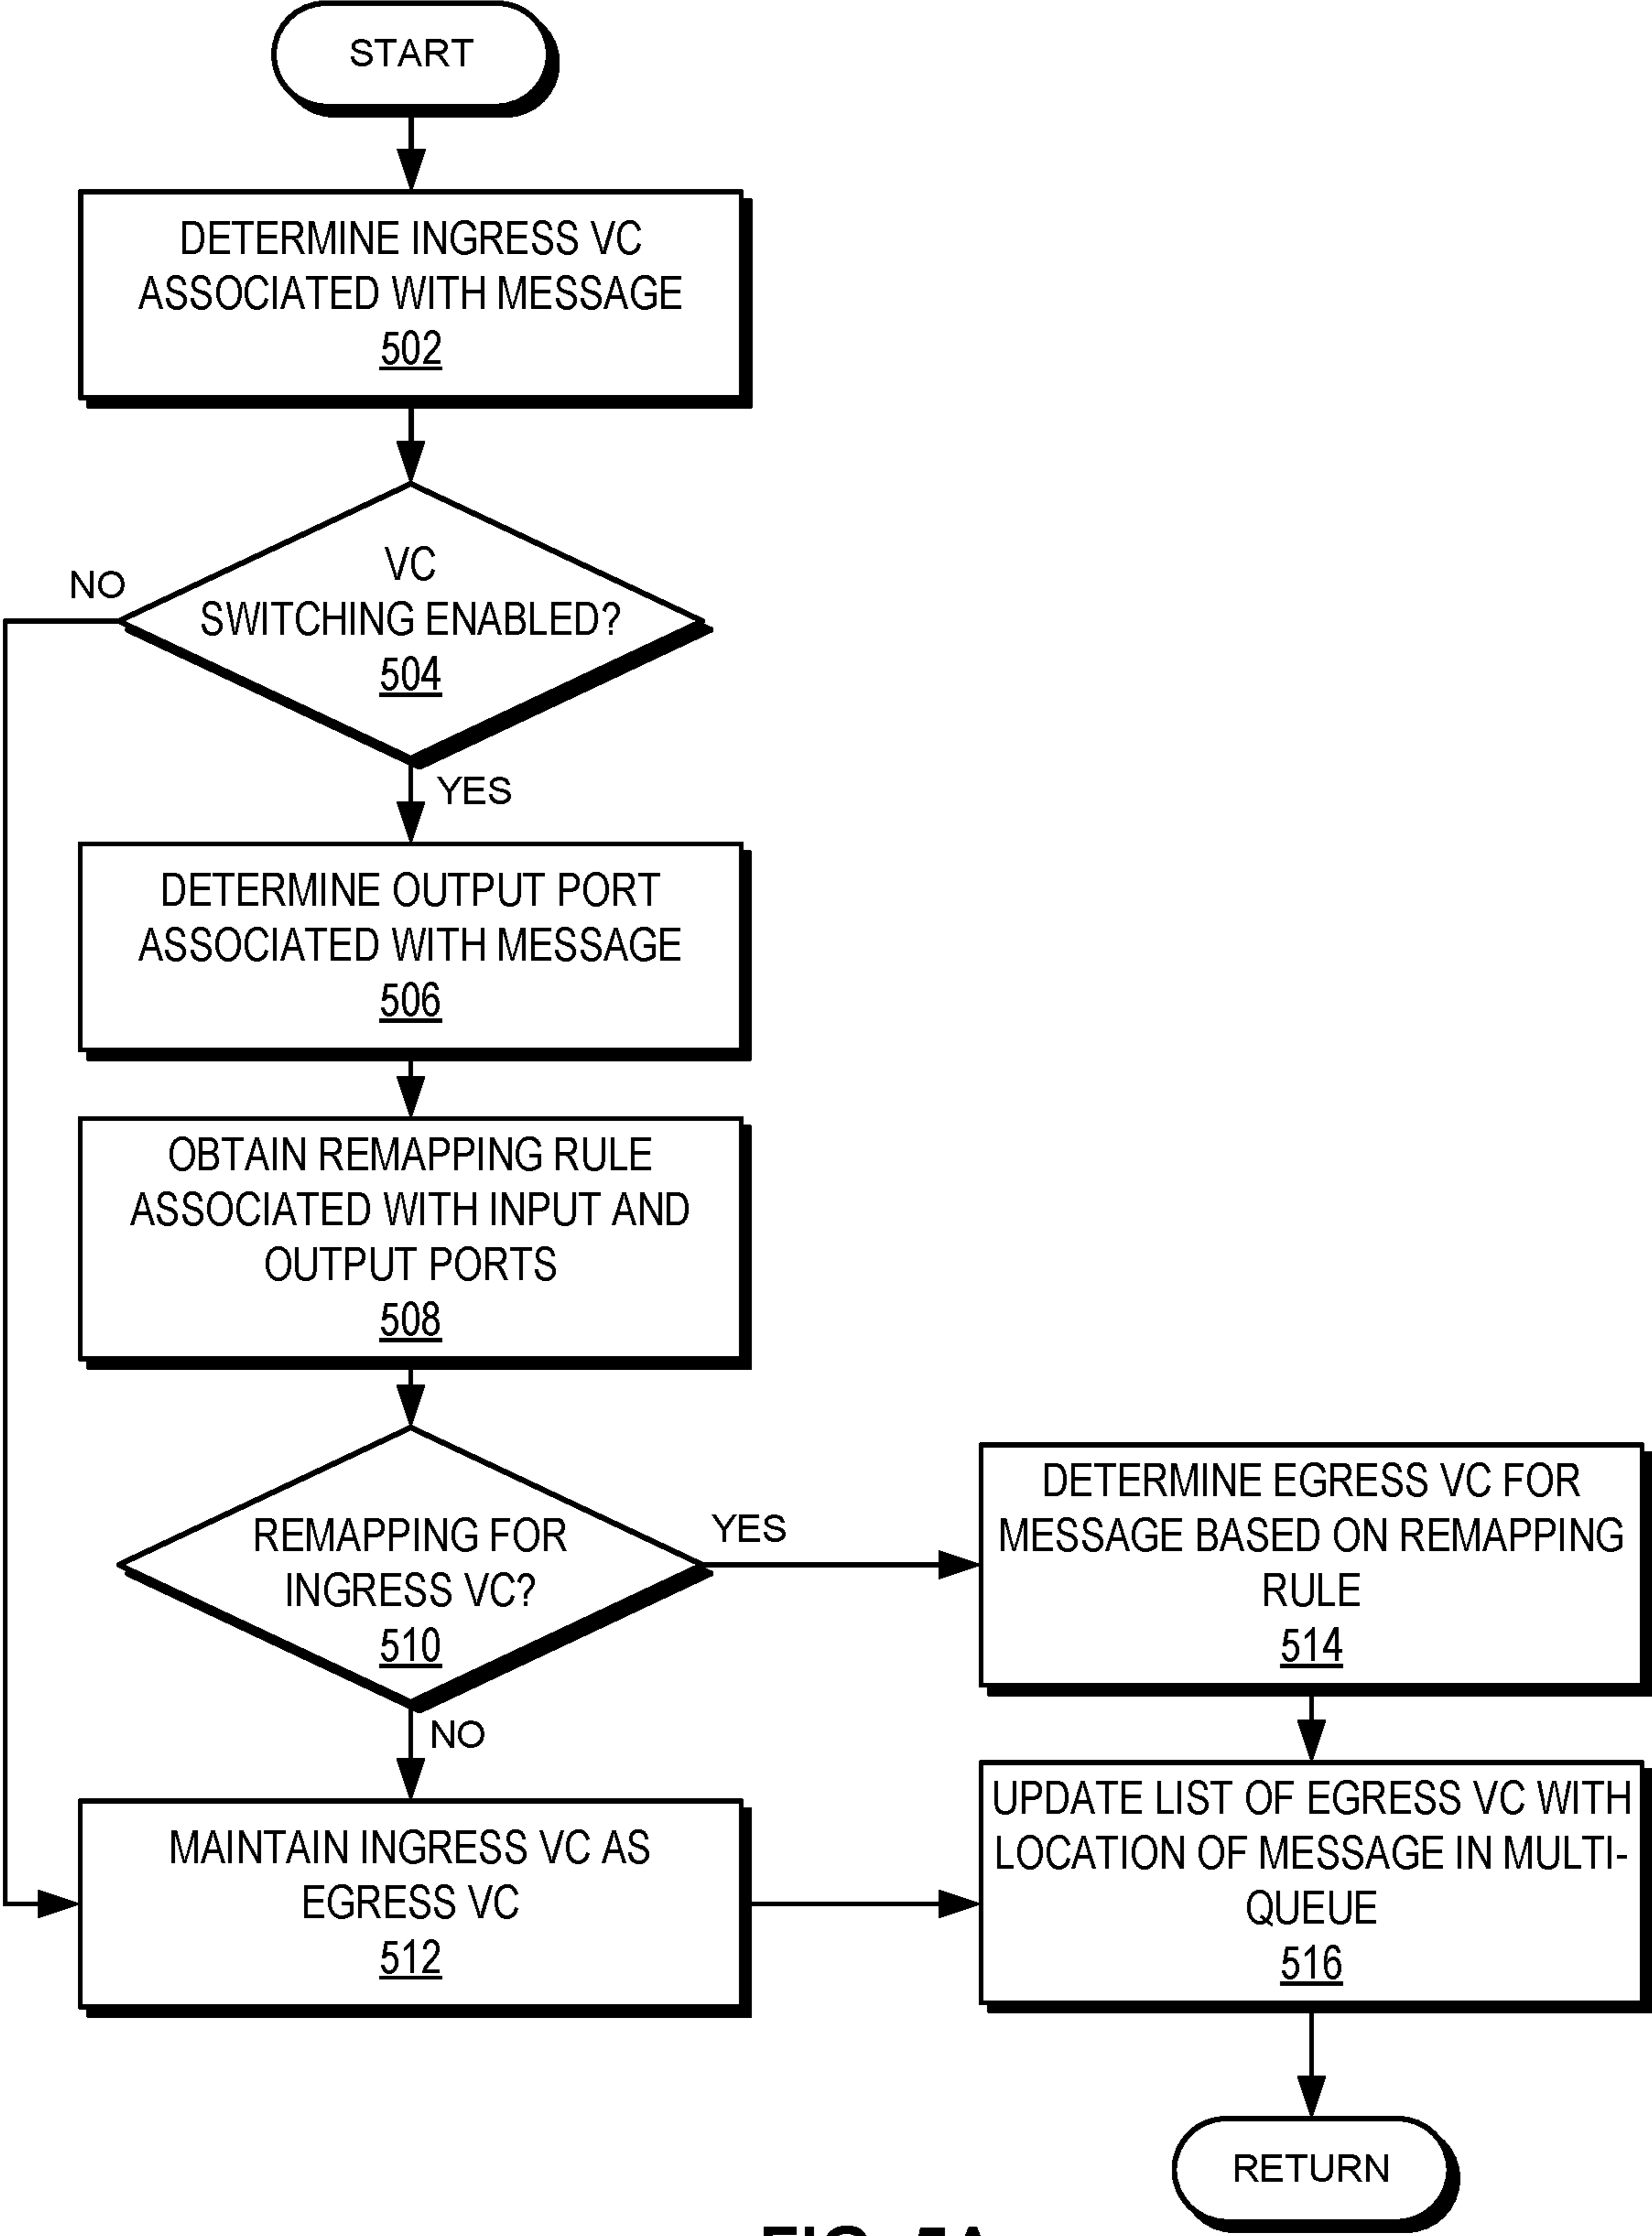 START
DETERMINE INGRESS VC
ASSOCIATED WITH MESSAGE
502
VC
SWITCHING ENABLED?
504
NO
YES
DETERMINE OUTPUT PORT
ASSOCIATED WITH MESSAGE
506
OBTAIN REMAPPING RULE
ASSOCIATED WITH INPUT AND
OUTPUT PORTS
508
REMAPPING FOR
INGRESS VC?
510
YES
NO
DETERMINE EGRESS VC FOR
MESSAGE BASED ON REMAPPING
RULE
514
MAINTAIN INGRESS VC AS
EGRESS VC
512
UPDATE LIST OF EGRESS VC WITH
LOCATION OF MESSAGE IN MULTI-
QUEUE
516
RETURN